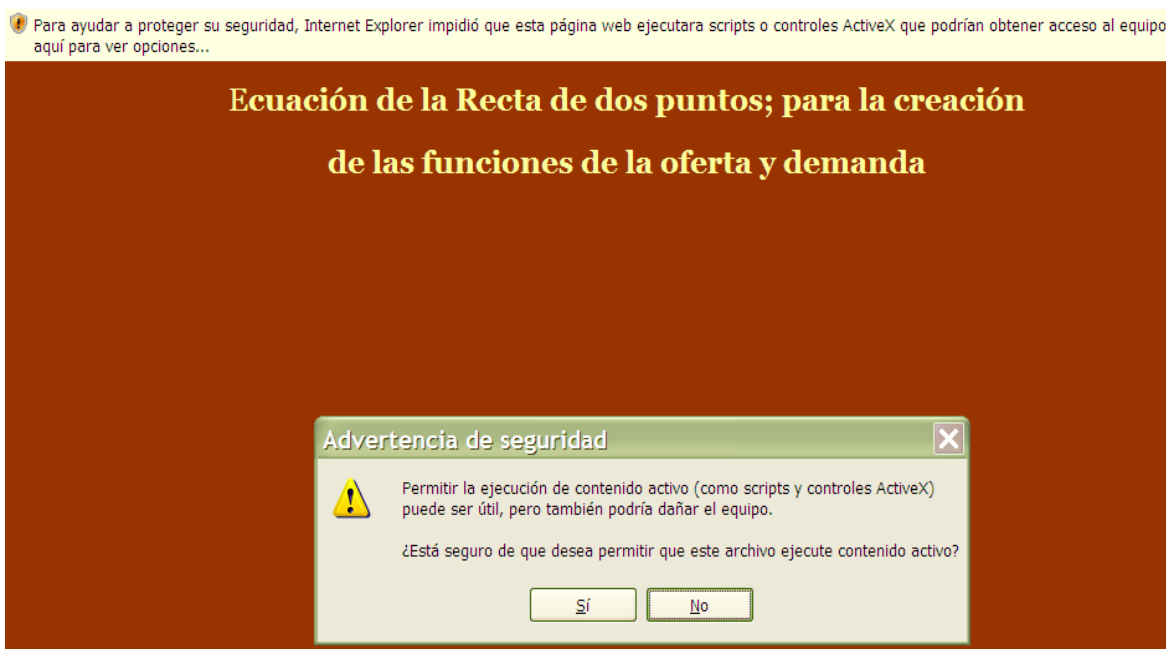 Para ayudar a proteger su seguridad, Internet Explorer impidió que esta página web ejecutara scripts o controles ActiveX que podrían obtener acceso al equipo
aquí para ver opciones...
Ecuación de la Recta de dos puntos; para la creación
de las funciones de la oferta y demanda
Advertencia de seguridad
Permitir la ejecución de contenido activo (como scripts y controles ActiveX)
puede ser útil, pero también podría dañar el equipo.
¿Está seguro de que desea permitir que este archivo ejecute contenido activo?
Sí No